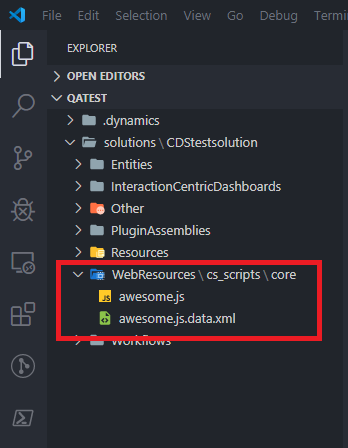 File Edit Selection View Go Debug Termi
EXPLORER
OPEN EDITORS
QATEST
.dynamics
solutions \ CDStestsolution
Entities
InteractionCentricDashboards
Other
PluginAssemblies
Resources
WebResources \ cs_scripts \ core
awesome.js
awesome.js.data.xml
Workflows